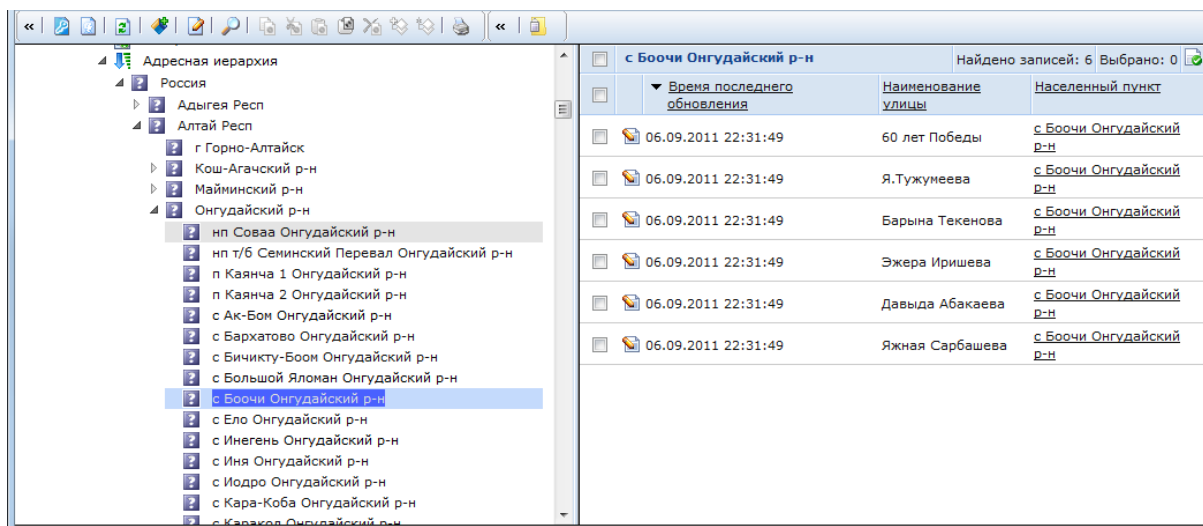 Адресная иерархия
Россия
Адыгея Респ
Алтай Респ
г Горно-Алтайск
Кош-Агачский р-н
Майминский р-н
Онгудайский р-н
нп Соваа Онгудайский р-н
нп т/б Семинский Перевал Онгудайский р-н
п Каянча 1 Онгудайский р-н
п Каянча 2 Онгудайский р-н
с Ак-Бом Онгудайский р-н
с Бархатово Онгудайский р-н
с Бичикту-Боом Онгудайский р-н
с Большой Яломан Онгудайский р-н
с Боочи Онгудайский р-н
с Ело Онгудайский р-н
с Инегень Онгудайский р-н
с Иня Онгудайский р-н
с Иодро Онгудайский р-н
с Кара-Коба Онгудайский р-н
с Каракол Онгудайский р-н
с Боочи Онгудайский р-н Найдено записей: 6 Выбрано: 0
Время последнего обновления Наименование улицы Населенный пункт
06.09.2011 22:31:49 60 лет Победы с Боочи Онгудайский р-н
06.09.2011 22:31:49 Я.Тужумеева с Боочи Онгудайский р-н
06.09.2011 22:31:49 Барына Текенова с Боочи Онгудайский р-н
06.09.2011 22:31:49 Эжера Иришева с Боочи Онгудайский р-н
06.09.2011 22:31:49 Давыда Абакаева с Боочи Онгудайский р-н
06.09.2011 22:31:49 Яжная Сарбашева с Боочи Онгудайский р-н